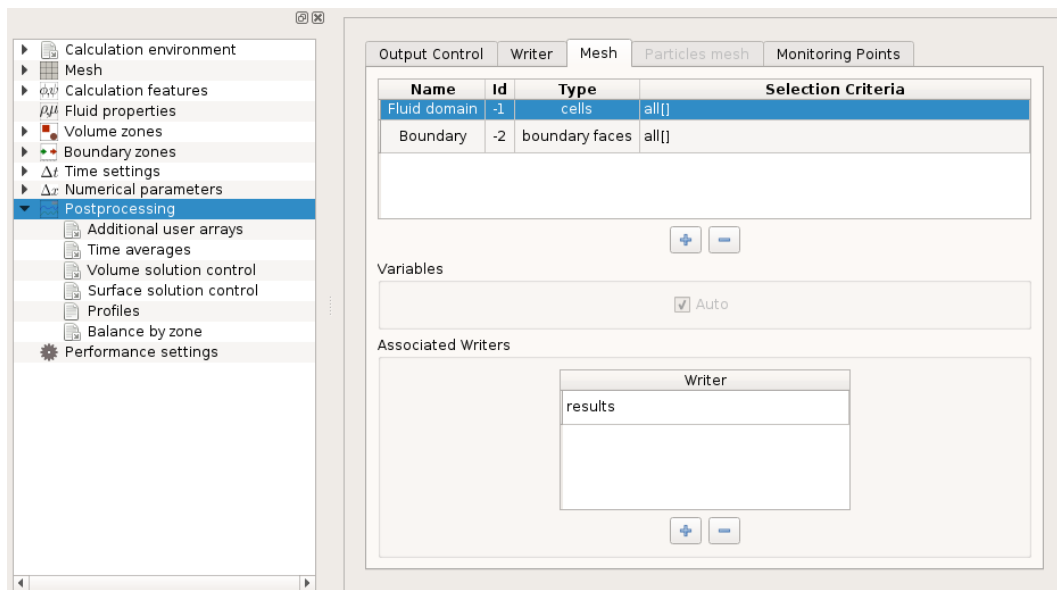 Calculation environment
Mesh
Calculation features
ρ,μ Fluid properties
Volume zones
Boundary zones
Δt Time settings
Δx Numerical parameters
Postprocessing
Additional user arrays
Time averages
Volume solution control
Surface solution control
Profiles
Balance by zone
Performance settings
Output Control Writer Mesh Particles mesh Monitoring Points
Name Id Type Selection Criteria
Fluid domain -1 cells all[]
Boundary -2 boundary faces all[]
Variables
Auto
Associated Writers
Writer
results